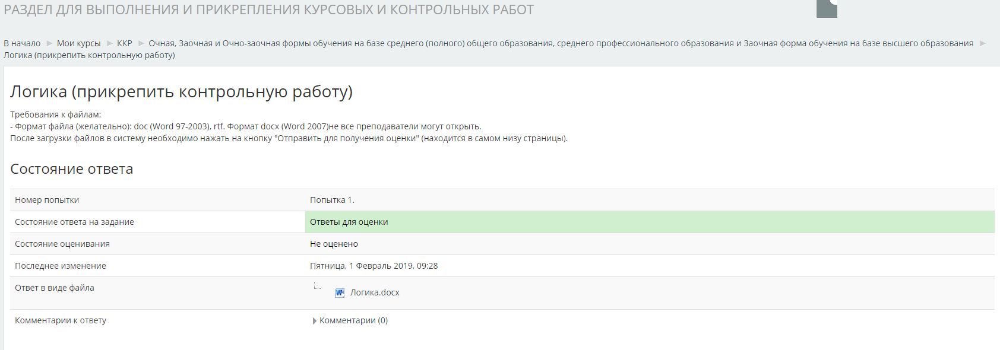 РАЗДЕЛ ДЛЯ ВЫПОЛНЕНИЯ И ПРИКРЕПЛЕНИЯ КУРСОВЫХ И КОНТРОЛЬНЫХ РАБОТ
В начало ► Мои курсы ► ККР ► Очная, Заочная и Очно-заочная формы обучения на базе среднего (полного) общего образования, среднего профессионального образования и Заочная форма обучения на базе высшего образования ►
Логика (прикрепить контрольную работу)
Логика (прикрепить контрольную работу)
Требования к файлам:
- Формат файла (желательно): doc (Word 97-2003), rtf. Формат docx (Word 2007)не все преподаватели могут открыть.
После загрузки файлов в систему необходимо нажать на кнопку "Отправить для получения оценки" (находится в самом низу страницы).
Состояние ответа
Номер попытки Попытка 1.
Состояние ответа на задание Ответы для оценки
Состояние оценивания Не оценено
Последнее изменение Пятница, 1 Февраль 2019, 09:28
Ответ в виде файла Логика.docx
Комментарии к ответу Комментарии (0)